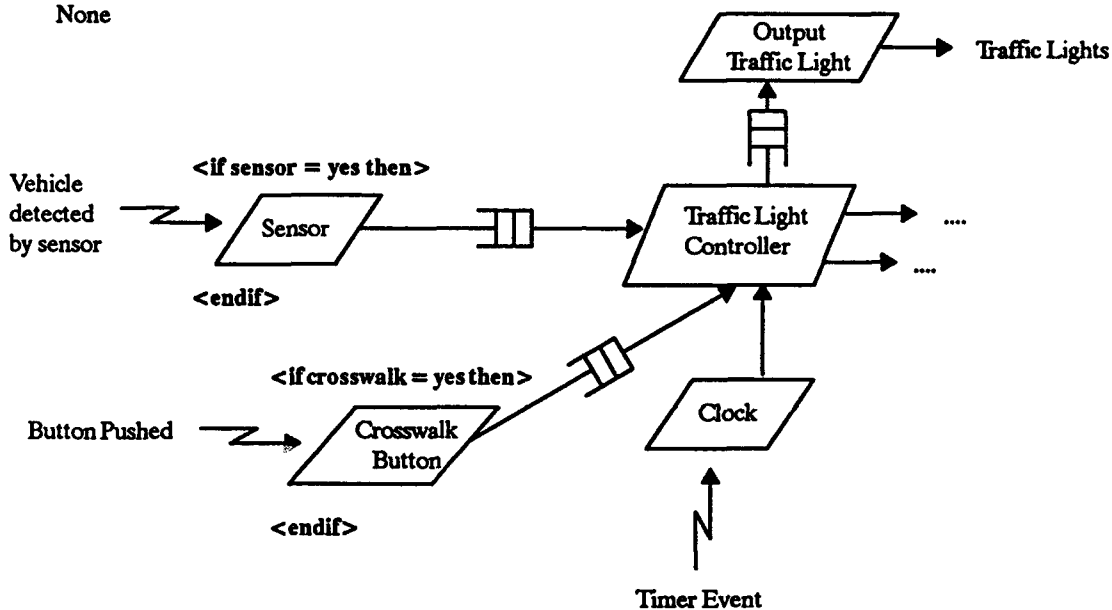 None
Output
Traffic Light
Traffic Lights
<if sensor = yes then>
Vehicle
detected
by sensor
Sensor
Traffic Light
Controller
....
....
<endif>
<if crosswalk = yes then>
Button Pushed
Crosswalk
Button
Clock
<endif>
Timer Event